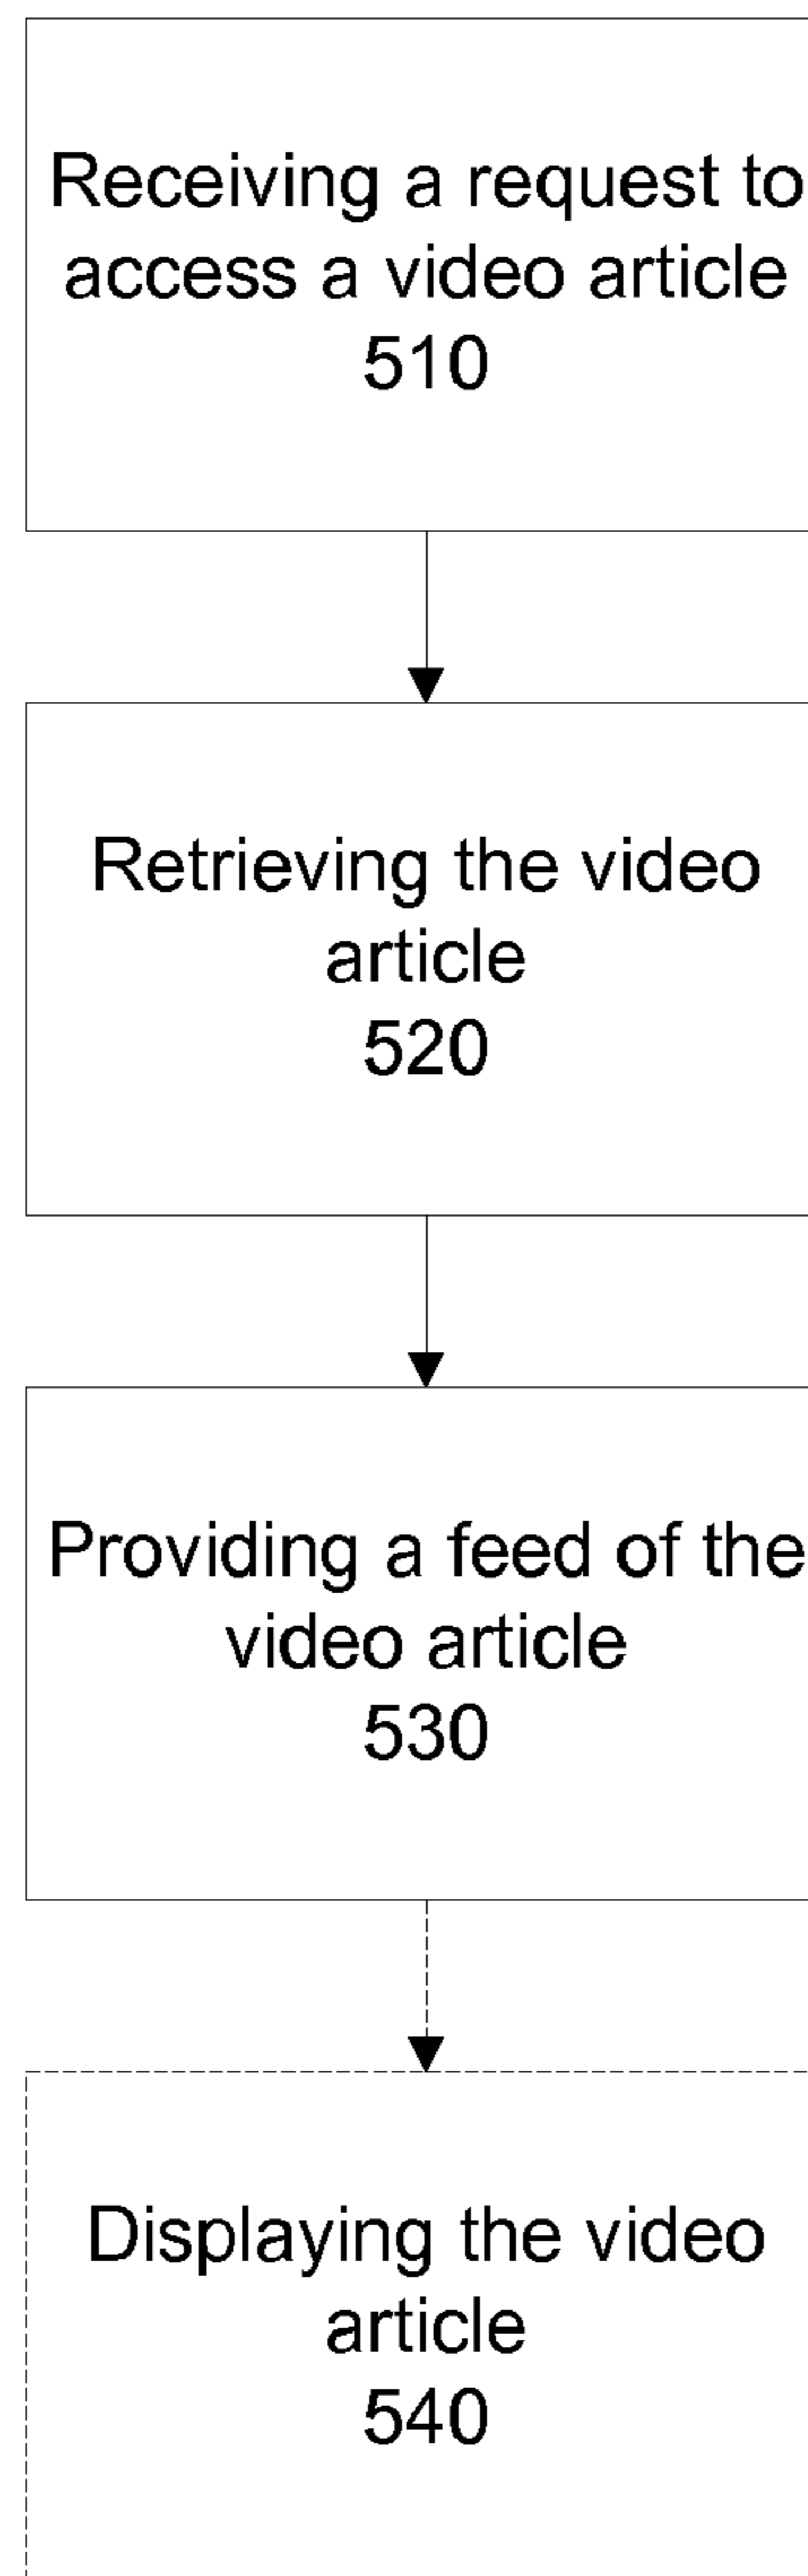 Receiving a request to
access a video article
510
Retrieving the video
article
520
Providing a feed of the
video article
530
Displaying the video
article
540